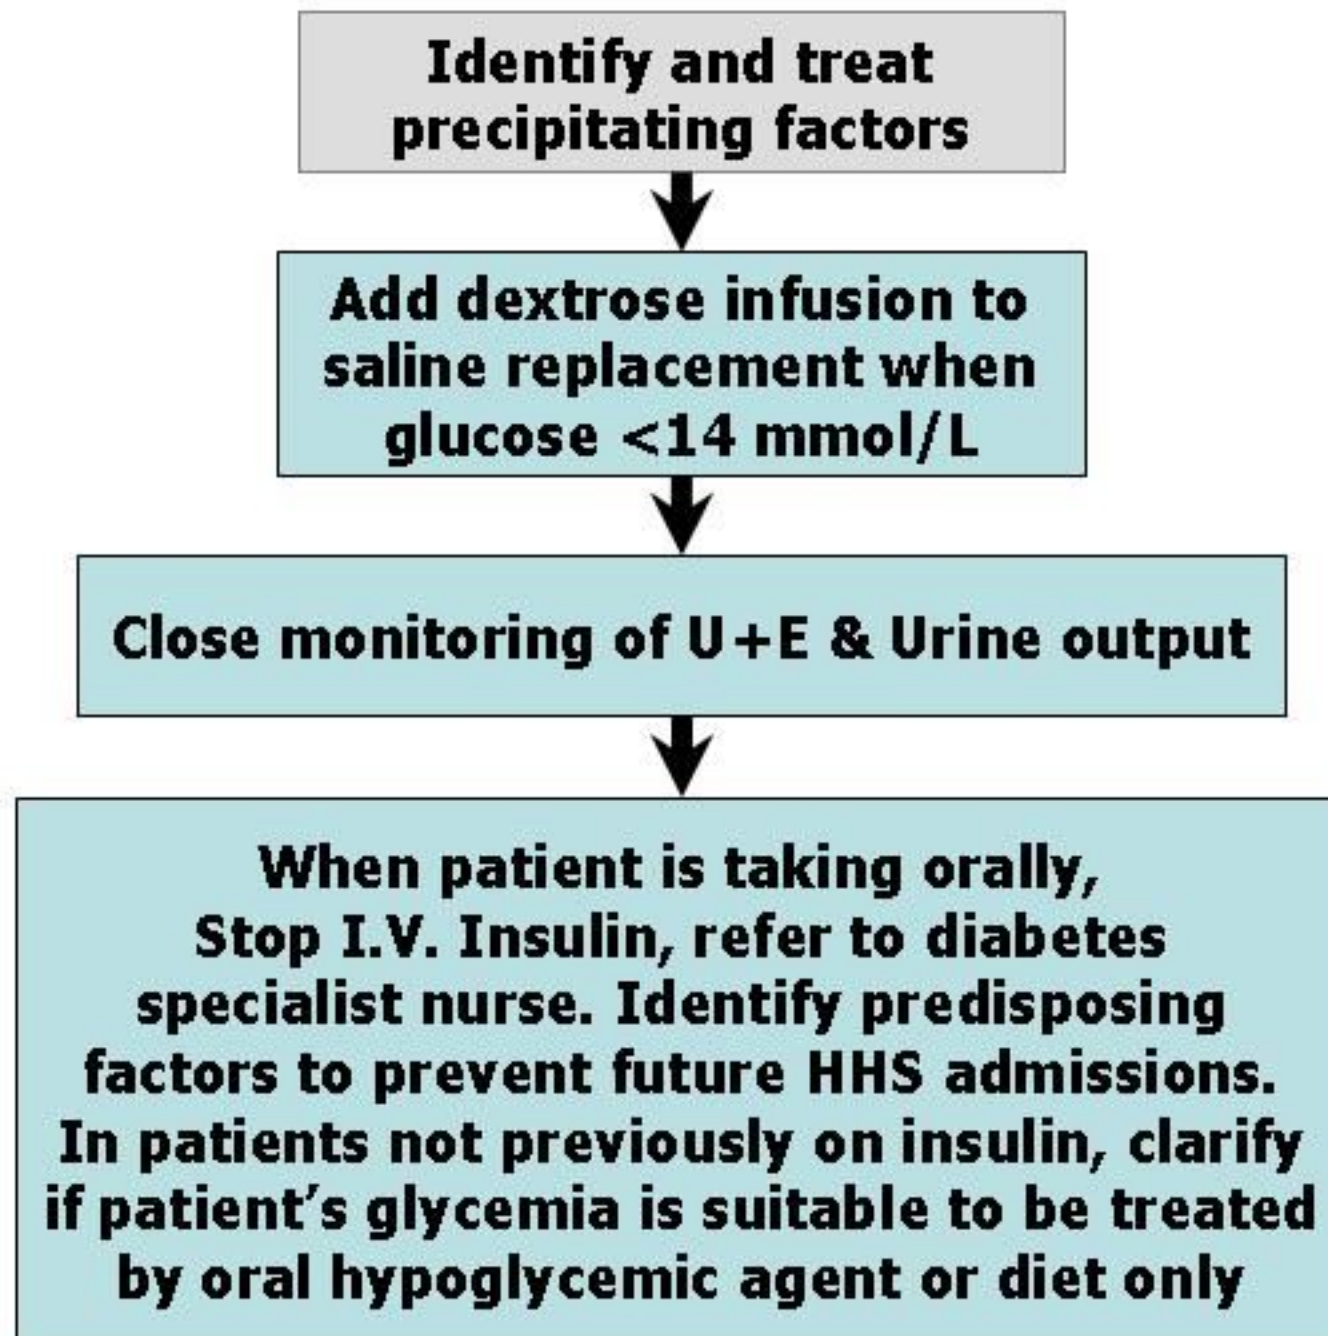 Identify and treat
precipitating factors
Add dextrose infusion to
saline replacement when
glucose <14 mmol/L
Close monitoring of U+E & Urine output
When patient is taking orally,
Stop I.V. Insulin, refer to diabetes
specialist nurse. Identify predisposing
factors to prevent future HHS admissions.
In patients not previously on insulin, clarify
if patient’s glycemia is suitable to be treated
by oral hypoglycemic agent or diet only